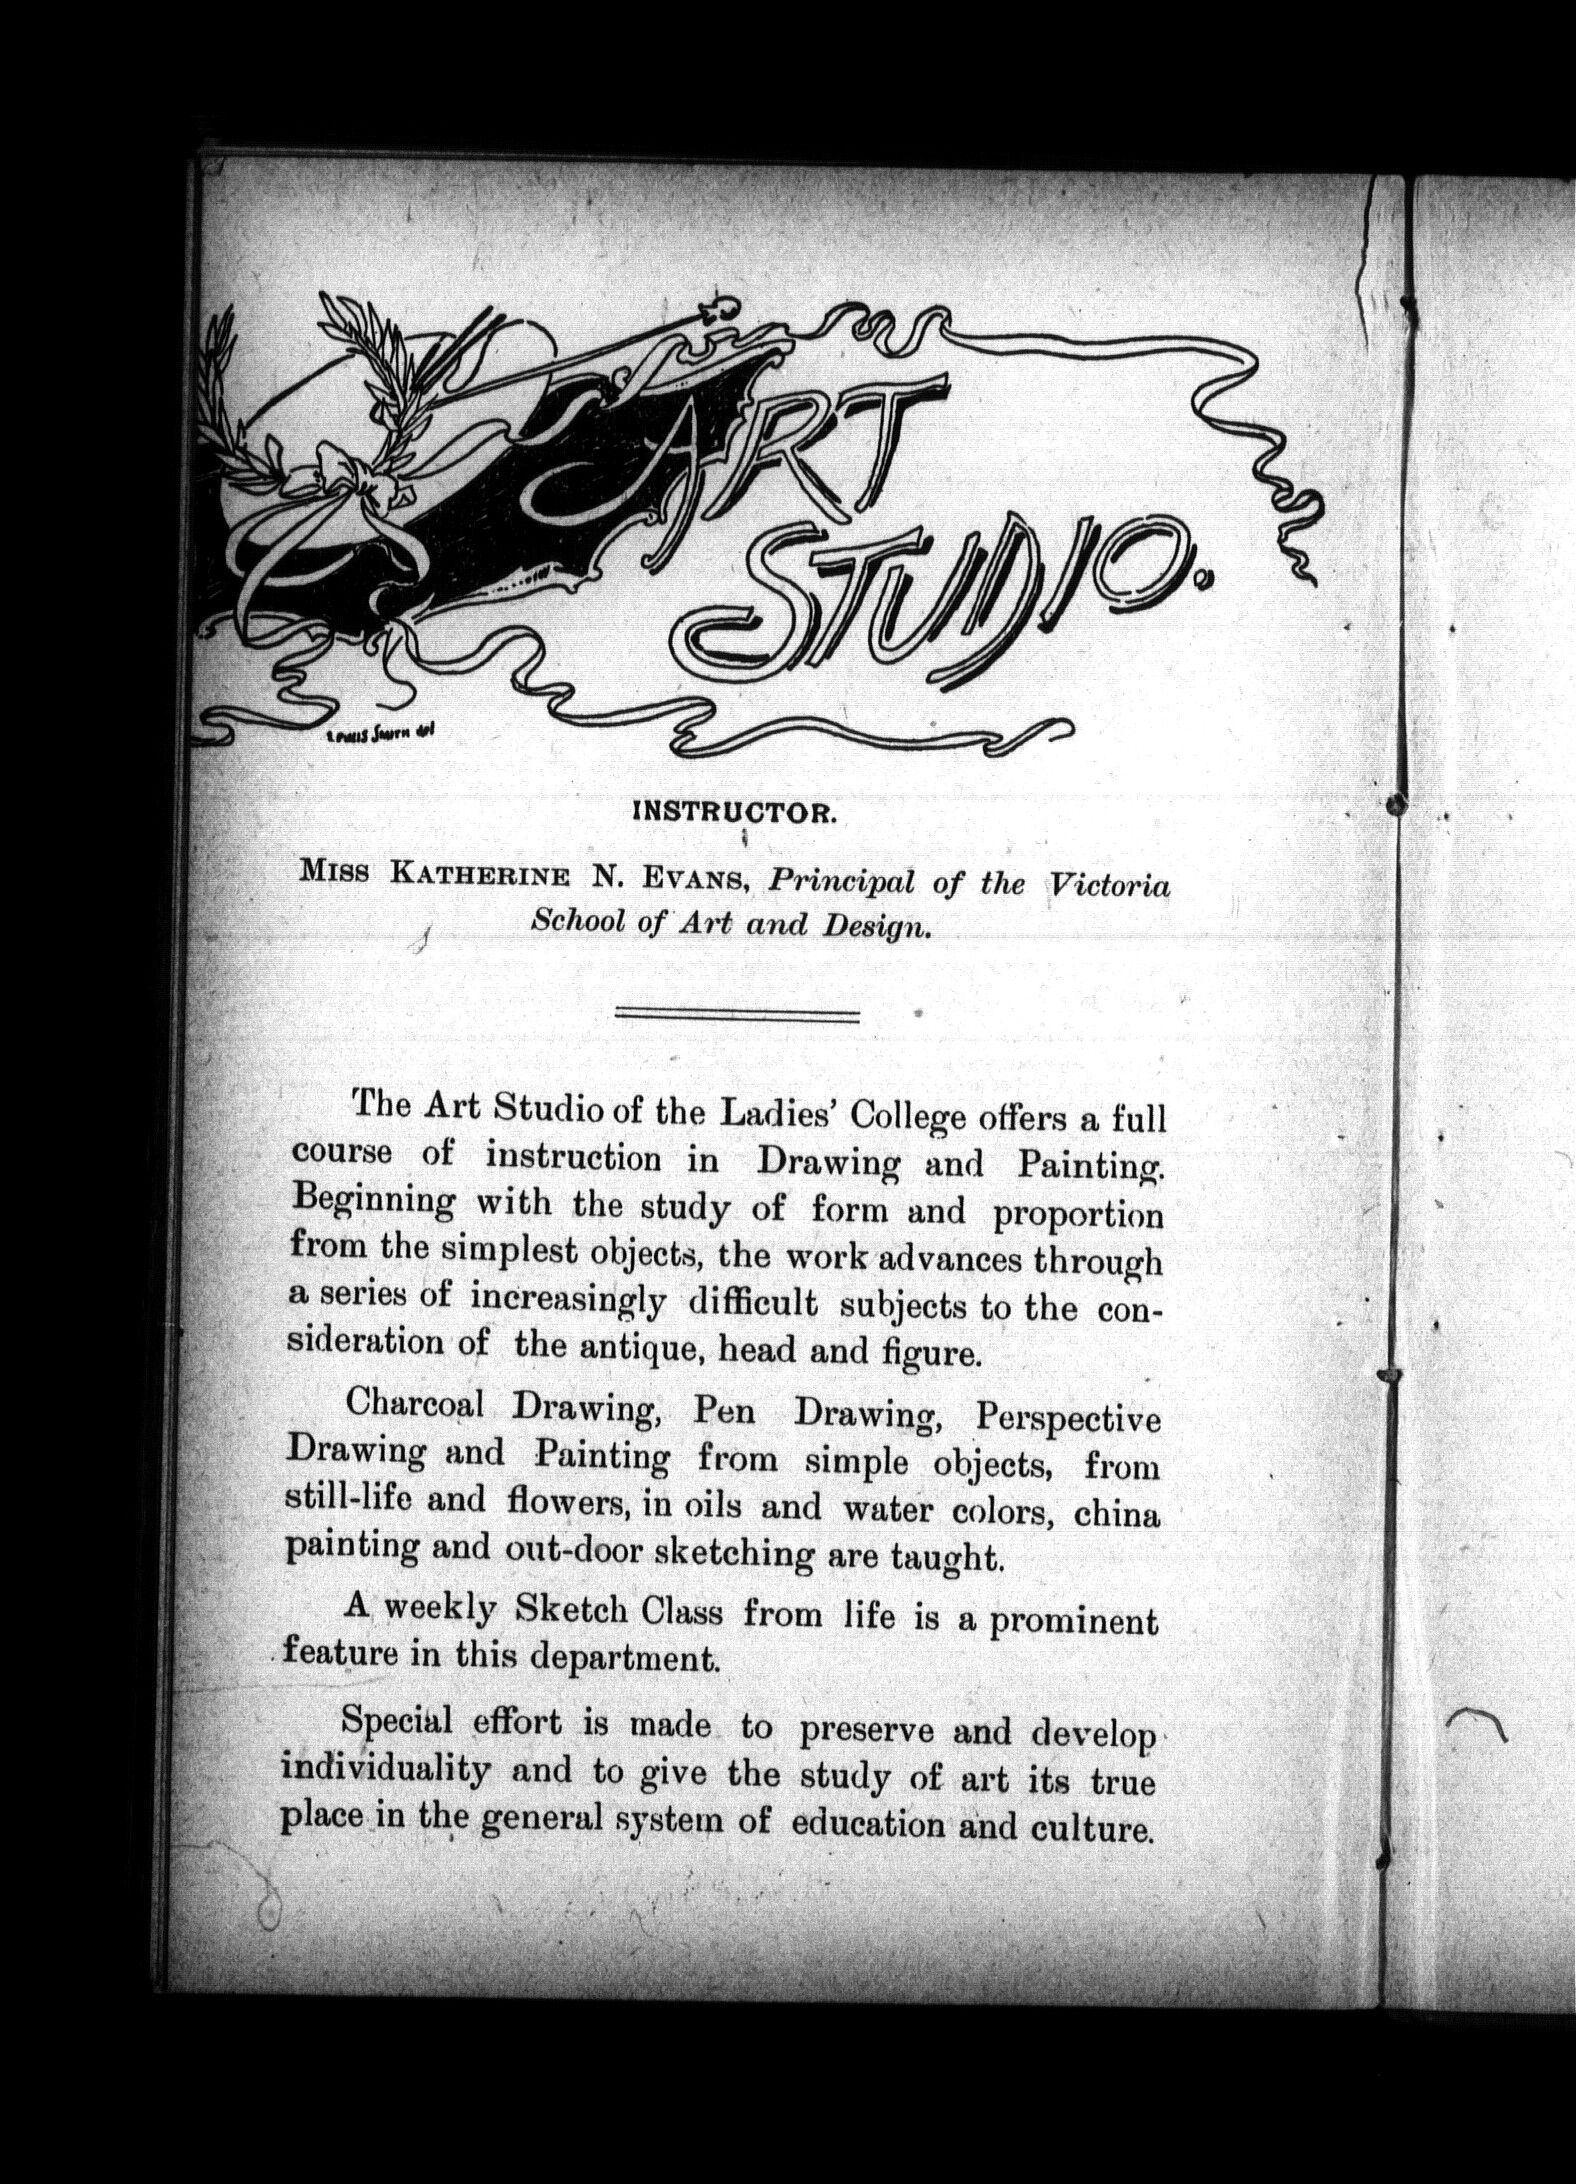 ART
STUDIO.
Lewis Smith del
INSTRUCTOR.
MISS KATHERINE N. EVANS, Principal of the Victoria
School of Art and Design.
The Art Studio of the Ladies' College offers a full
course of instruction in Drawing and Painting.
Beginning with the study of form and proportion
from the simplest objects, the work advances through
a series of increasingly difficult subjects to the con-
sideration of the antique, head and figure.
Charcoal Drawing, Pen Drawing, Perspective
Drawing and Painting from simple objects, from
still-life and flowers, in oils and water colors, china
painting and out-door sketching are taught.
A weekly Sketch Class from life is a prominent
feature in this department.
Special effort is made to preserve and develop
individuality and to give the study of art its true
place in the general system of education and culture.